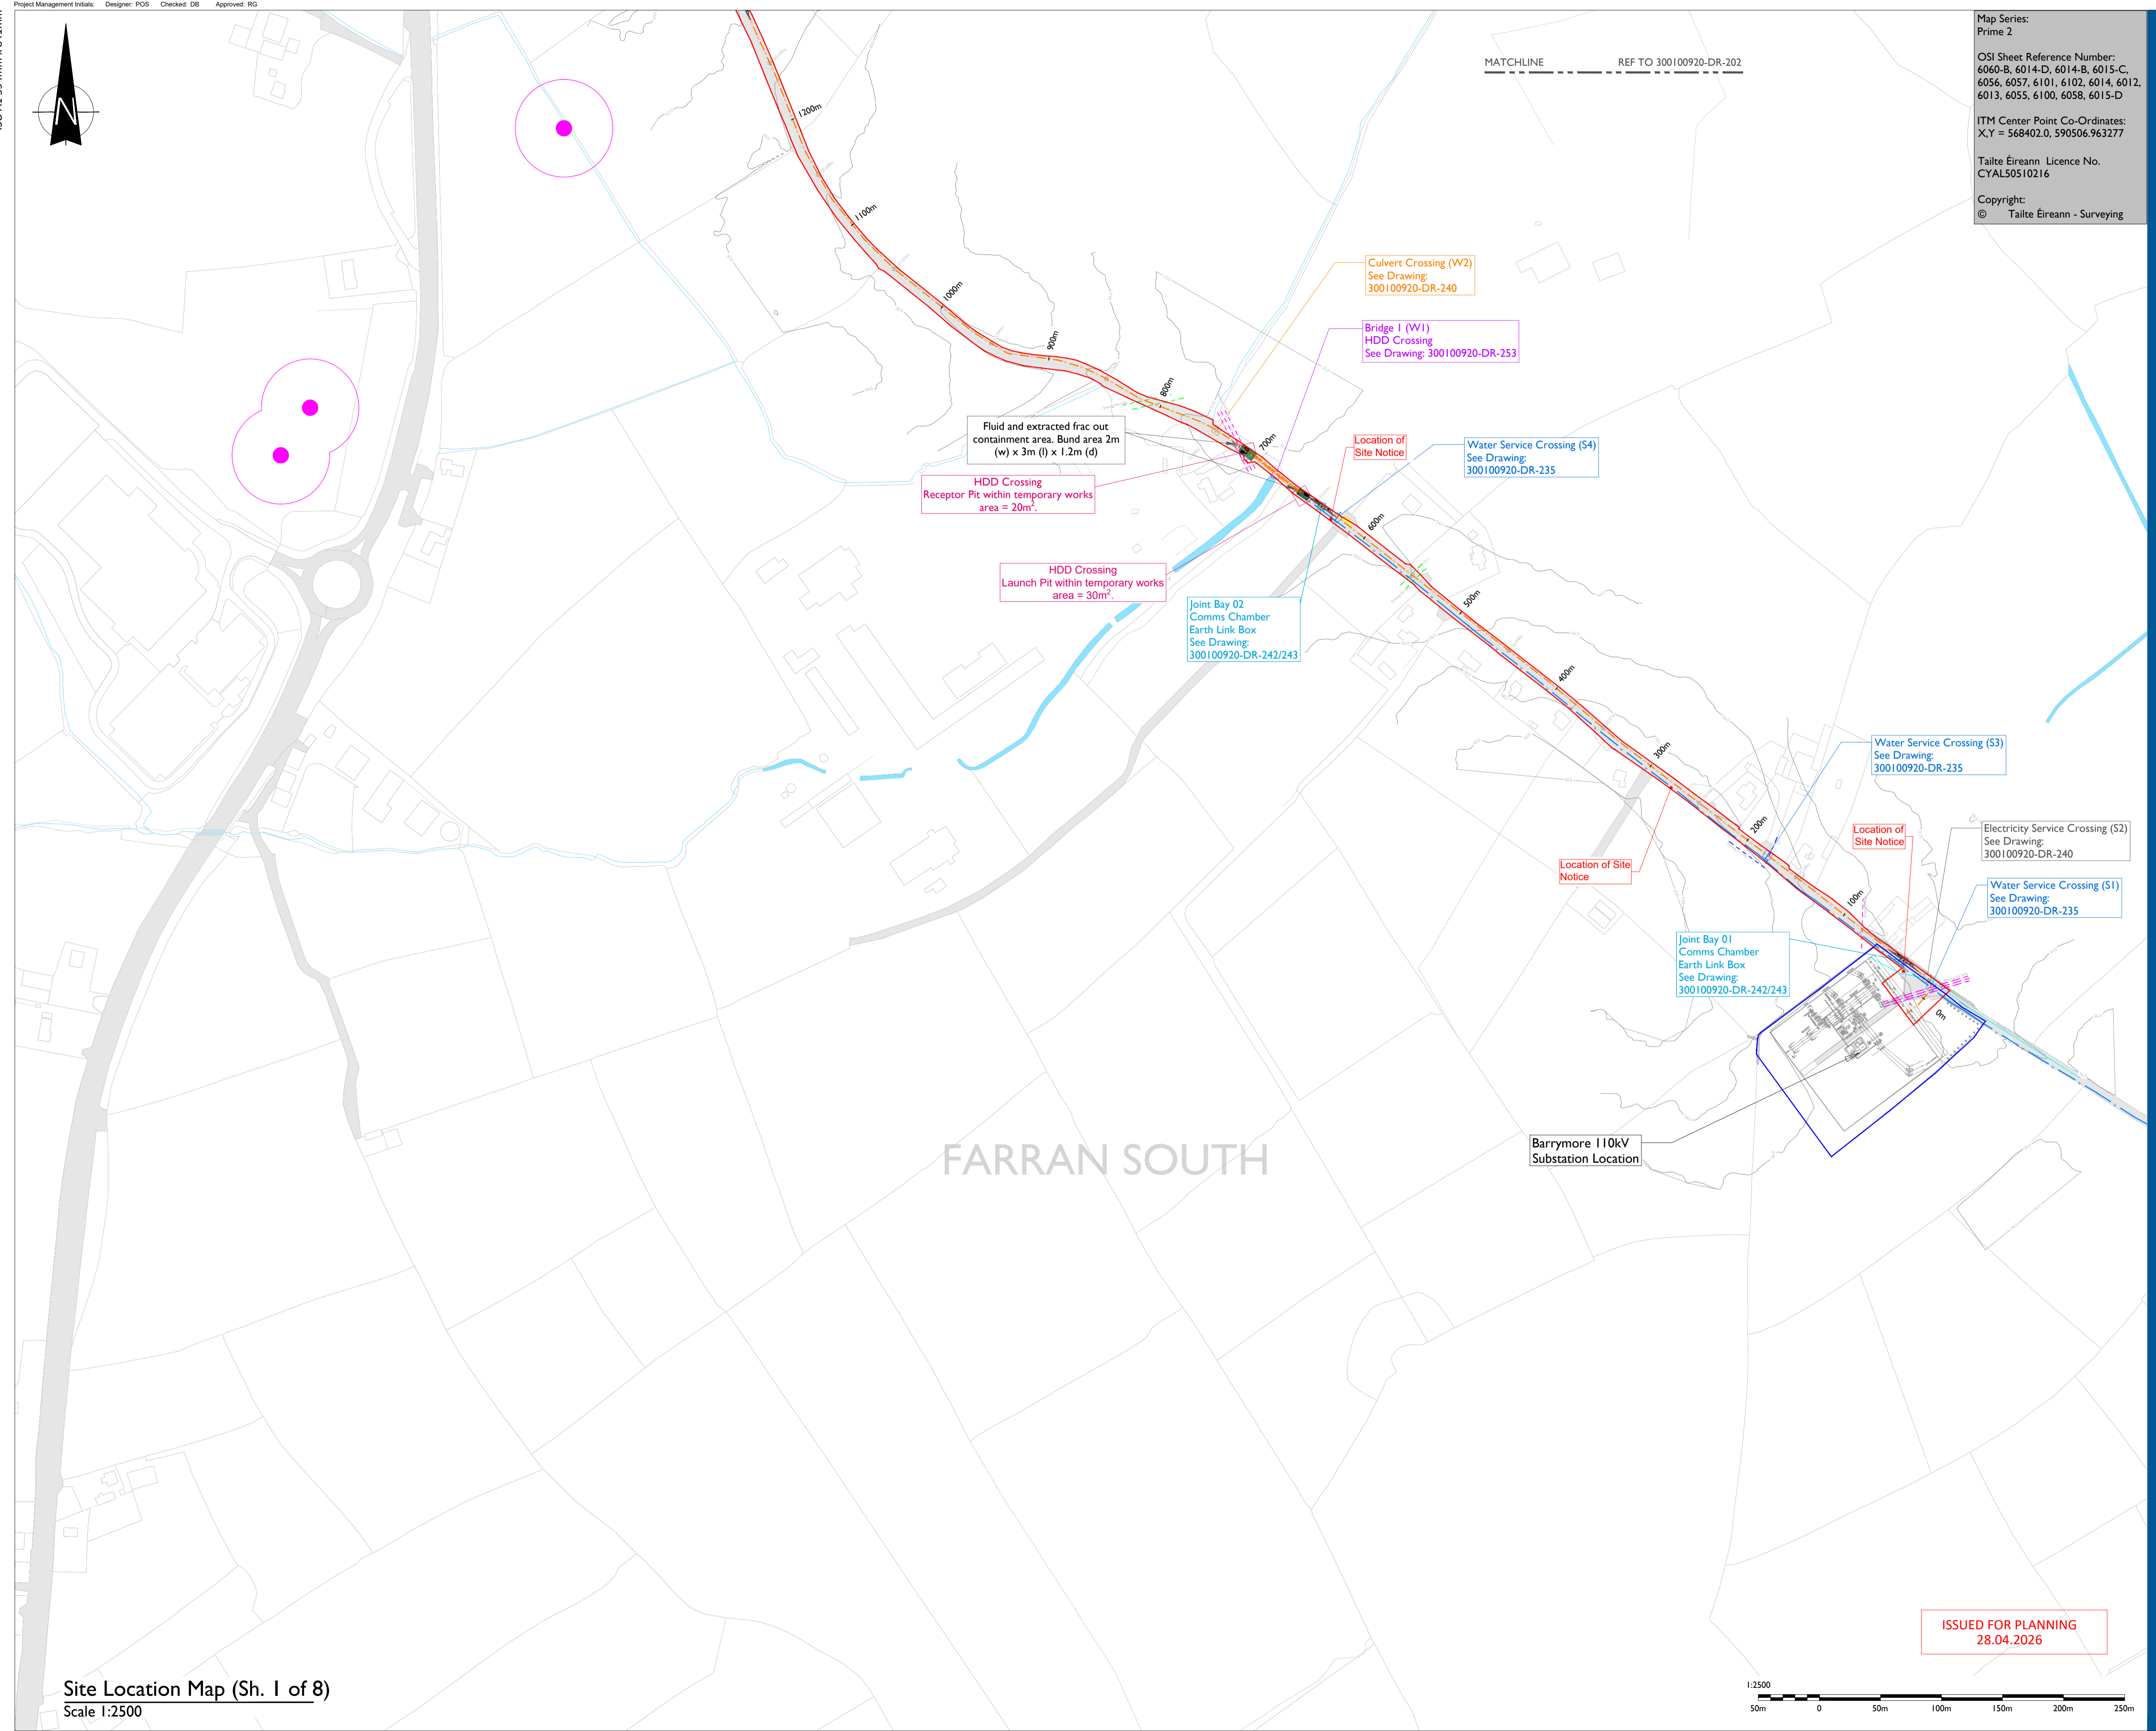 Project Management Initials: Designer: POS Checked: DB Approved: RG
Map Series:
Prime 2
OSI Sheet Reference Number:
6060-B, 6014-D, 6014-B, 6015-C,
6056, 6057, 6101, 6102, 6014, 6012,
6013, 6055, 6100, 6058, 6015-D
ITM Center Point Co-Ordinates:
X,Y = 568402.0, 590506.963277
Tailte Éireann Licence No.
CYAL50510216
Copyright:
© Tailte Éireann - Surveying
N
MATCHLINE REF TO 300100920-DR-202
1200m
1100m
1000m
900m
800m
700m
600m
500m
400m
300m
200m
100m
0m
Culvert Crossing (W2)
See Drawing:
300100920-DR-240
Bridge 1 (W1)
HDD Crossing
See Drawing: 300100920-DR-253
Fluid and extracted frac out
containment area. Bund area 2m
(w) x 3m (l) x 1.2m (d)
Location of
Site Notice
Water Service Crossing (S4)
See Drawing:
300100920-DR-235
HDD Crossing
Receptor Pit within temporary works
area = 20m².
HDD Crossing
Launch Pit within temporary works
area = 30m².
Joint Bay 02
Comms Chamber
Earth Link Box
See Drawing:
300100920-DR-242/243
Water Service Crossing (S3)
See Drawing:
300100920-DR-235
Location of
Site Notice
Electricity Service Crossing (S2)
See Drawing:
300100920-DR-240
Location of Site
Notice
Water Service Crossing (S1)
See Drawing:
300100920-DR-235
Joint Bay 01
Comms Chamber
Earth Link Box
See Drawing:
300100920-DR-242/243
Barrymore 110kV
Substation Location
FARRAN SOUTH
ISSUED FOR PLANNING
28.04.2026
Site Location Map (Sh. 1 of 8)
Scale 1:2500
1:2500
50m 0 50m 100m 150m 200m 250m